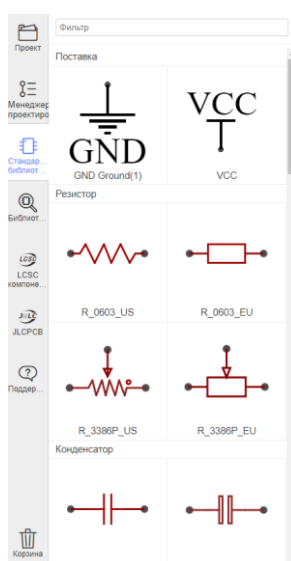 Проект
Менеджер
проектиро
Стандар...
библиот...
Библиот...
LCSC
LCSC
компоне...
J@LC
JLCPCB
Поддер...
Корзина
Фильтр
Поставка
GND
GND Ground(1)
VCC
VCC
Резистор
R_0603_US
R_0603_EU
R_3386P_US
R_3386P_EU
Конденсатор